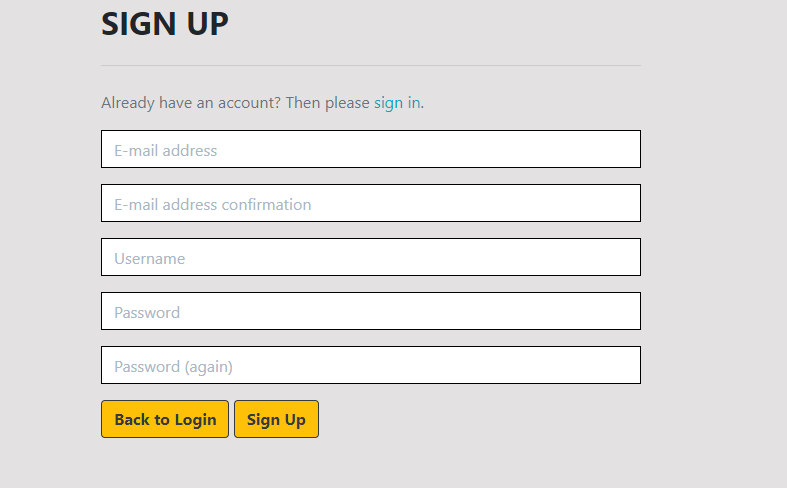 SIGN UP
Already have an account? Then please sign in.
E-mail address
E-mail address confirmation
Username
Password
Password (again)
Back to Login Sign Up